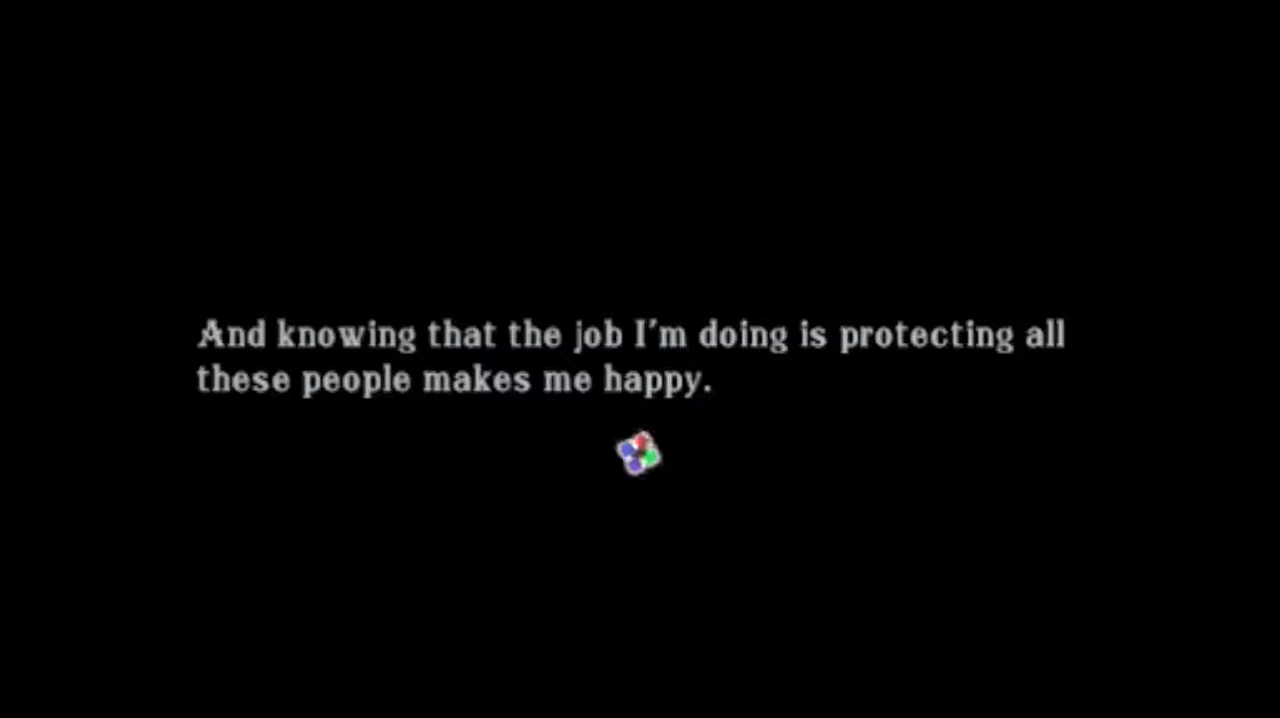 And knowing that the job I'm doing is protecting all
these people makes me happy.